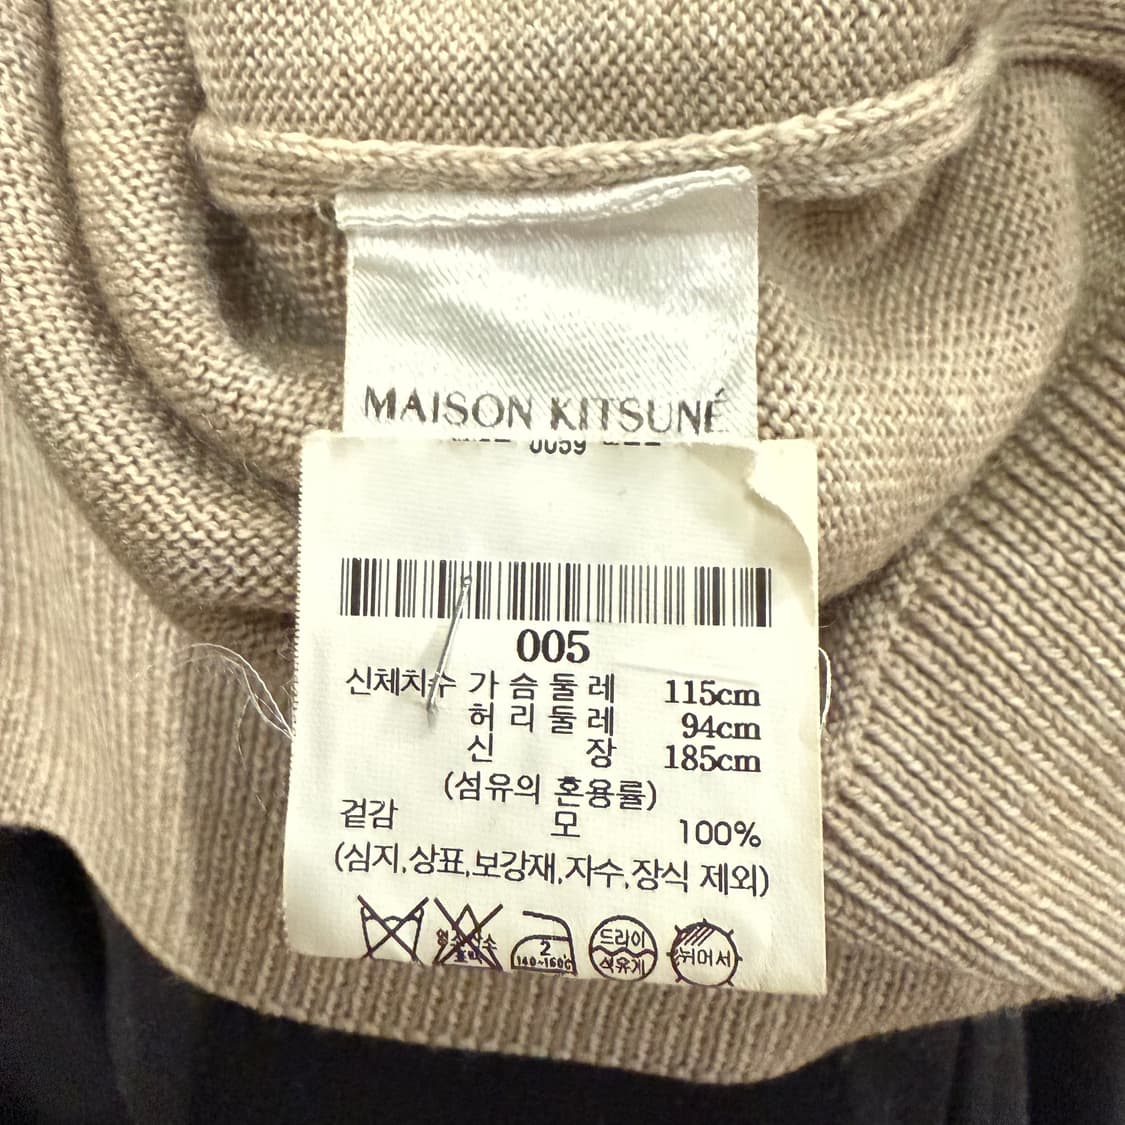 MAISON KITSUNÉ
0059
005
신체치수 가 슴 둘 레 115cm
허 리 둘 레 94cm
신 장 185cm
(섬유의 혼용률)
겉감 모 100%
(심지,상표,보강재,자수,장식 제외)
2
140~160℃
드라이
석유계
뉘어서